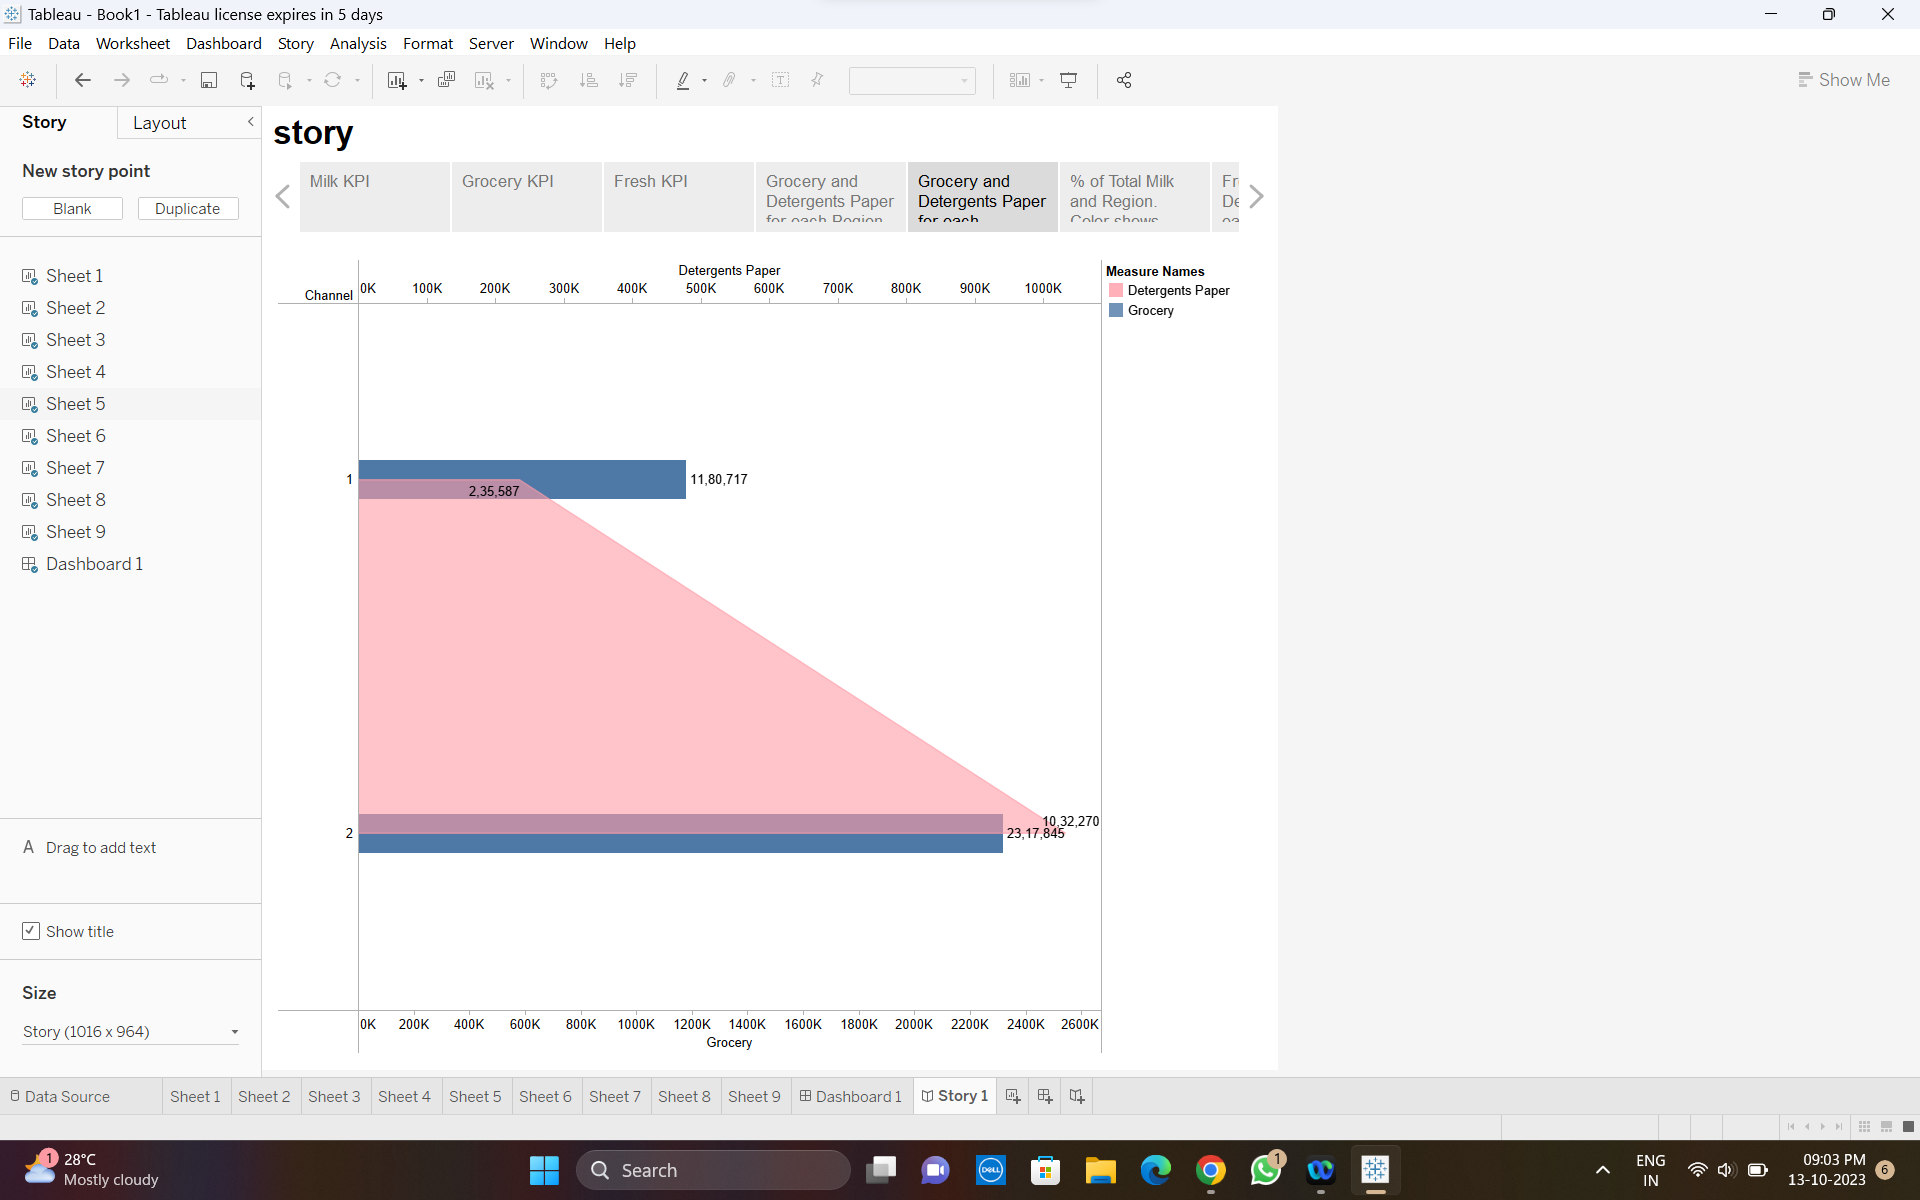 Tableau - Book1 - Tableau license expires in 5 days
File Data Worksheet Dashboard Story Analysis Format Server Window Help
Show Me
Story Layout
New story point
Blank Duplicate
Sheet 1
Sheet 2
Sheet 3
Sheet 4
Sheet 5
Sheet 6
Sheet 7
Sheet 8
Sheet 9
Dashboard 1
A Drag to add text
Show title
Size
Story (1016 x 964)
story
Milk KPI
Grocery KPI
Fresh KPI
Grocery and
Detergents Paper
for each Region
Grocery and
Detergents Paper
for each
% of Total Milk
and Region.
Color shows
Fr
De
Detergents Paper
0K 100K 200K 300K 400K 500K 600K 700K 800K 900K 1000K
Channel
Measure Names
Detergents Paper
Grocery
1
11,80,717
2,35,587
2
10,32,270
23,17,845
0K 200K 400K 600K 800K 1000K 1200K 1400K 1600K 1800K 2000K 2200K 2400K 2600K
Grocery
Data Source Sheet 1 Sheet 2 Sheet 3 Sheet 4 Sheet 5 Sheet 6 Sheet 7 Sheet 8 Sheet 9 Dashboard 1 Story 1
1
28°C
Mostly cloudy
Search
DELL
1
ENG
IN
09:03 PM
13-10-2023
6